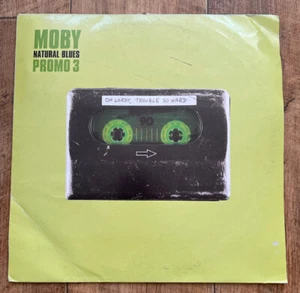 MOBY
NATURAL BLUES
PROMO 3
OH LORDY, TROUBLE SO HARD
90